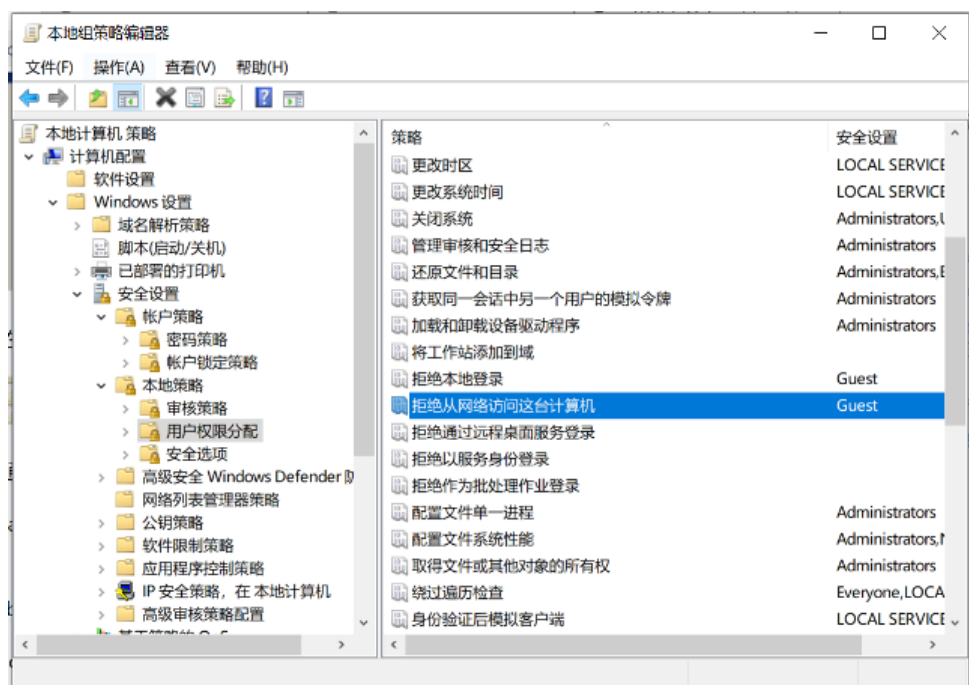 本地组策略编辑器
文件(F) 操作(A) 查看(V) 帮助(H)
本地计算机 策略
计算机配置
软件设置
Windows 设置
域名解析策略
脚本(启动/关机)
已部署的打印机
安全设置
帐户策略
密码策略
帐户锁定策略
本地策略
审核策略
用户权限分配
安全选项
高级安全 Windows Defender
网络列表管理器策略
公钥策略
软件限制策略
应用程序控制策略
IP 安全策略，在 本地计算机
高级审核策略配置
策略 安全设置
更改时区 LOCAL SERVICE
更改系统时间 LOCAL SERVICE
关闭系统 Administrators,U
管理审核和安全日志 Administrators
还原文件和目录 Administrators,B
获取同一会话中另一个用户的模拟令牌 Administrators
加载和卸载设备驱动程序 Administrators
将工作站添加到域
拒绝本地登录 Guest
拒绝从网络访问这台计算机 Guest
拒绝通过远程桌面服务登录
拒绝以服务身份登录
拒绝作为批处理作业登录
配置文件单一进程 Administrators
配置文件系统性能 Administrators,N
取得文件或其他对象的所有权 Administrators
绕过遍历检查 Everyone,LOCA
身份验证后模拟客户端 LOCAL SERVICE